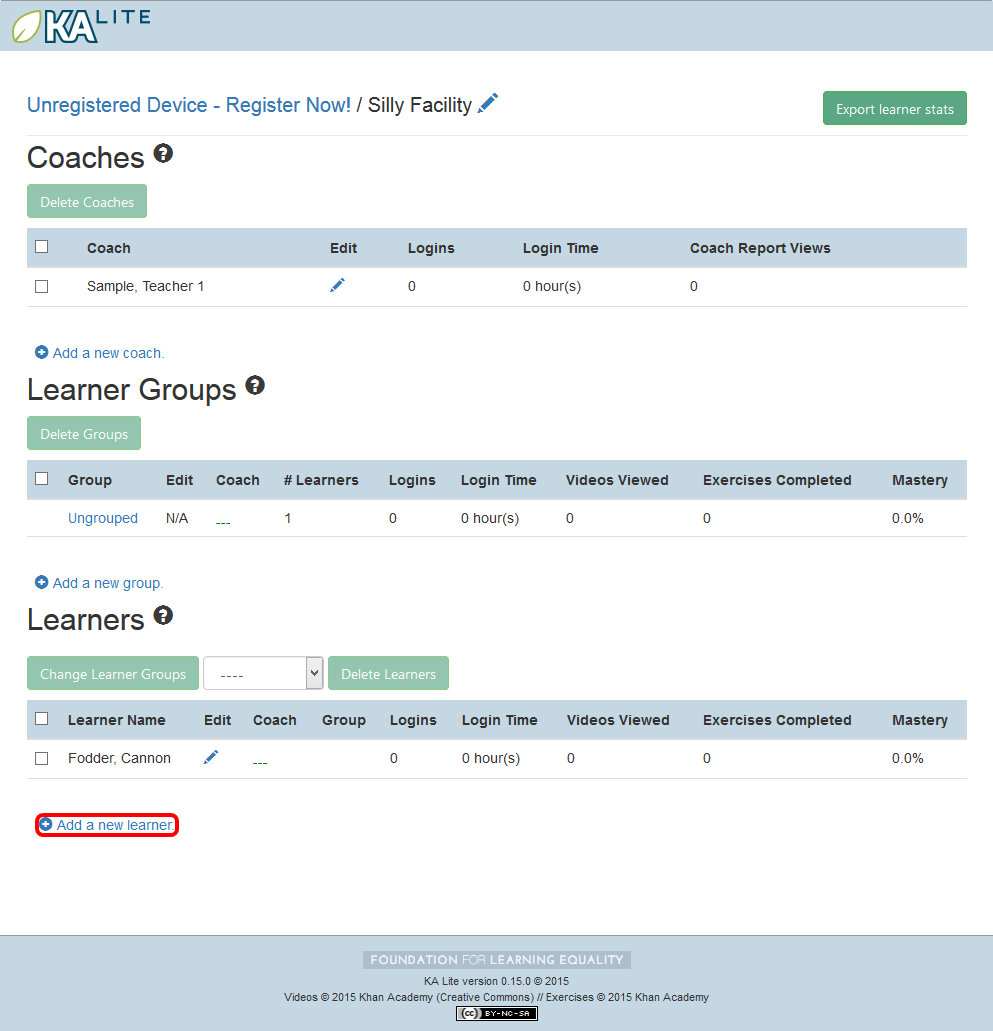 KA LITE
Unregistered Device - Register Now! / Silly Facility
Export learner stats
Coaches ?
Delete Coaches
Coach Edit Logins Login Time Coach Report Views
Sample, Teacher 1 0 0 hour(s) 0
Add a new coach.
Learner Groups ?
Delete Groups
Group Edit Coach # Learners Logins Login Time Videos Viewed Exercises Completed Mastery
Ungrouped N/A ___ 1 0 0 hour(s) 0 0 0.0%
Add a new group.
Learners ?
Change Learner Groups ---- Delete Learners
Learner Name Edit Coach Group Logins Login Time Videos Viewed Exercises Completed Mastery
Fodder, Cannon ___ 0 0 hour(s) 0 0 0.0%
Add a new learner.
FOUNDATION FOR LEARNING EQUALITY
KA Lite version 0.15.0 © 2015
Videos © 2015 Khan Academy (Creative Commons) // Exercises © 2015 Khan Academy
cc BY-NC-SA